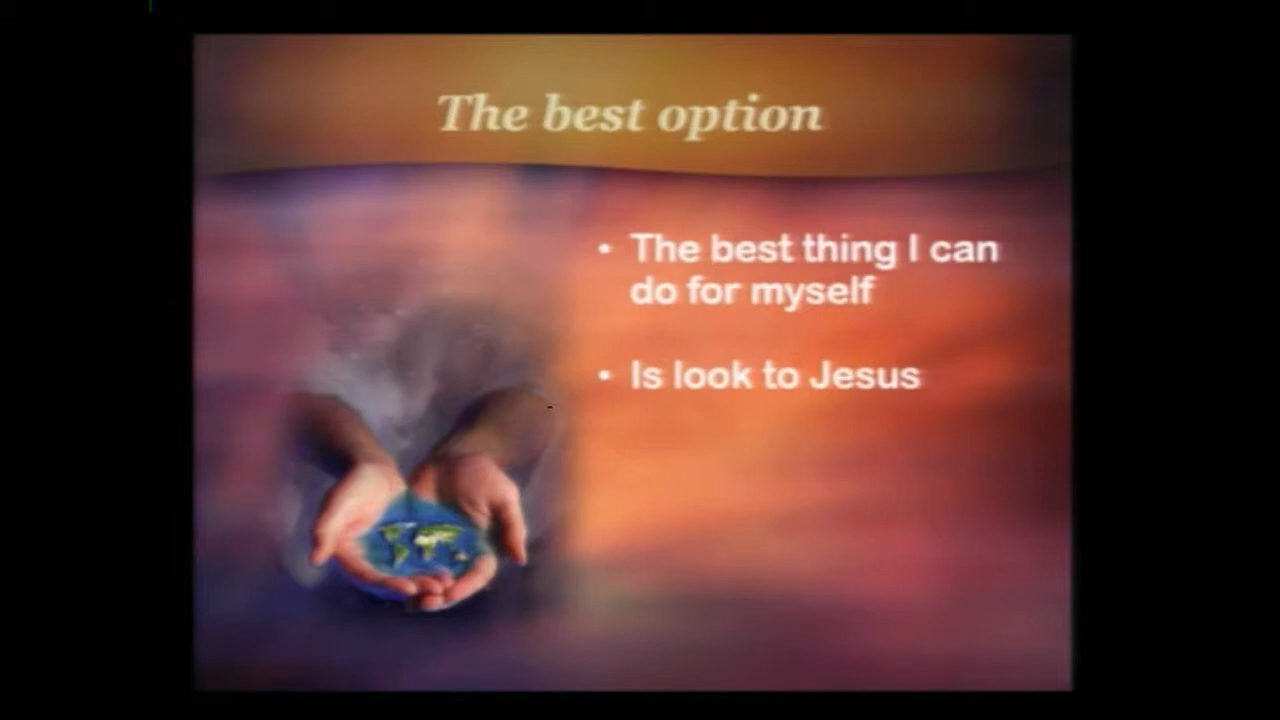 The best option
• The best thing I can
do for myself
• Is look to Jesus